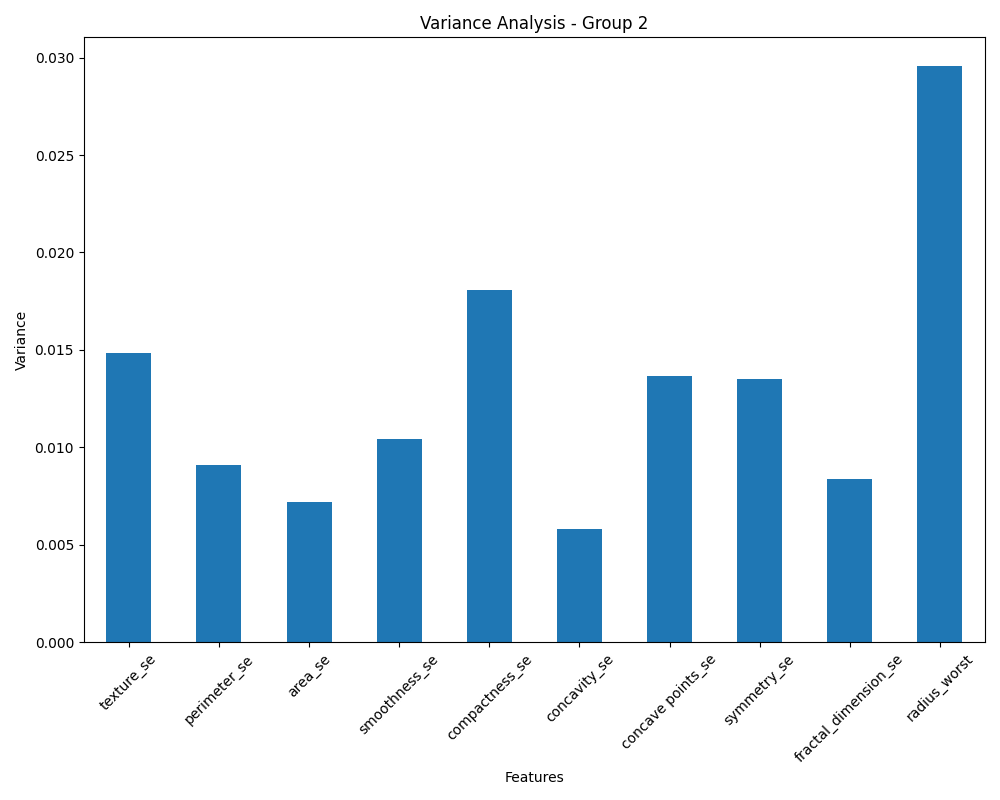 Variance Analysis - Group 2
0.030
0.025
0.020
0.015
0.010
0.005
0.000
Variance
texture_se
perimeter_se
area_se
smoothness_se
compactness_se
concavity_se
concave points_se
symmetry_se
fractal_dimension_se
radius_worst
Features